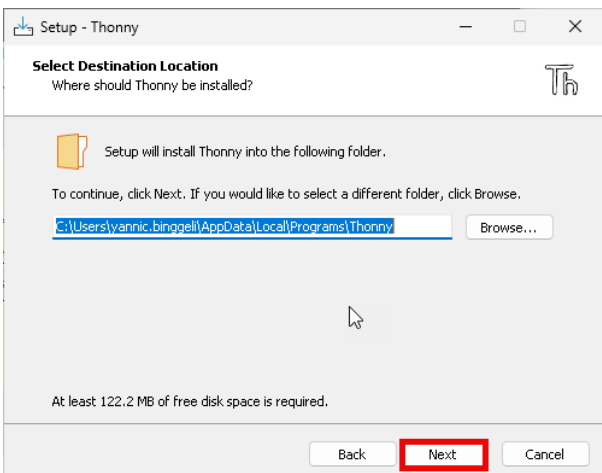 Setup - Thonny
Select Destination Location
Where should Thonny be installed?
Th
Setup will install Thonny into the following folder.
To continue, click Next. If you would like to select a different folder, click Browse.
C:\Users\yannic.binggeli\AppData\Local\Programs\Thonny
Browse...
At least 122.2 MB of free disk space is required.
Back Next Cancel